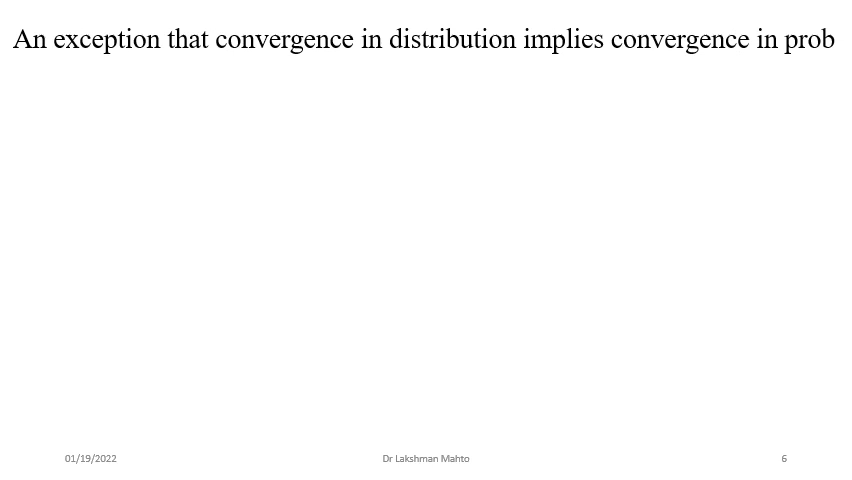 An exception that convergence in distribution implies convergence in prob
01/19/2022
Dr Lakshman Mahto
6